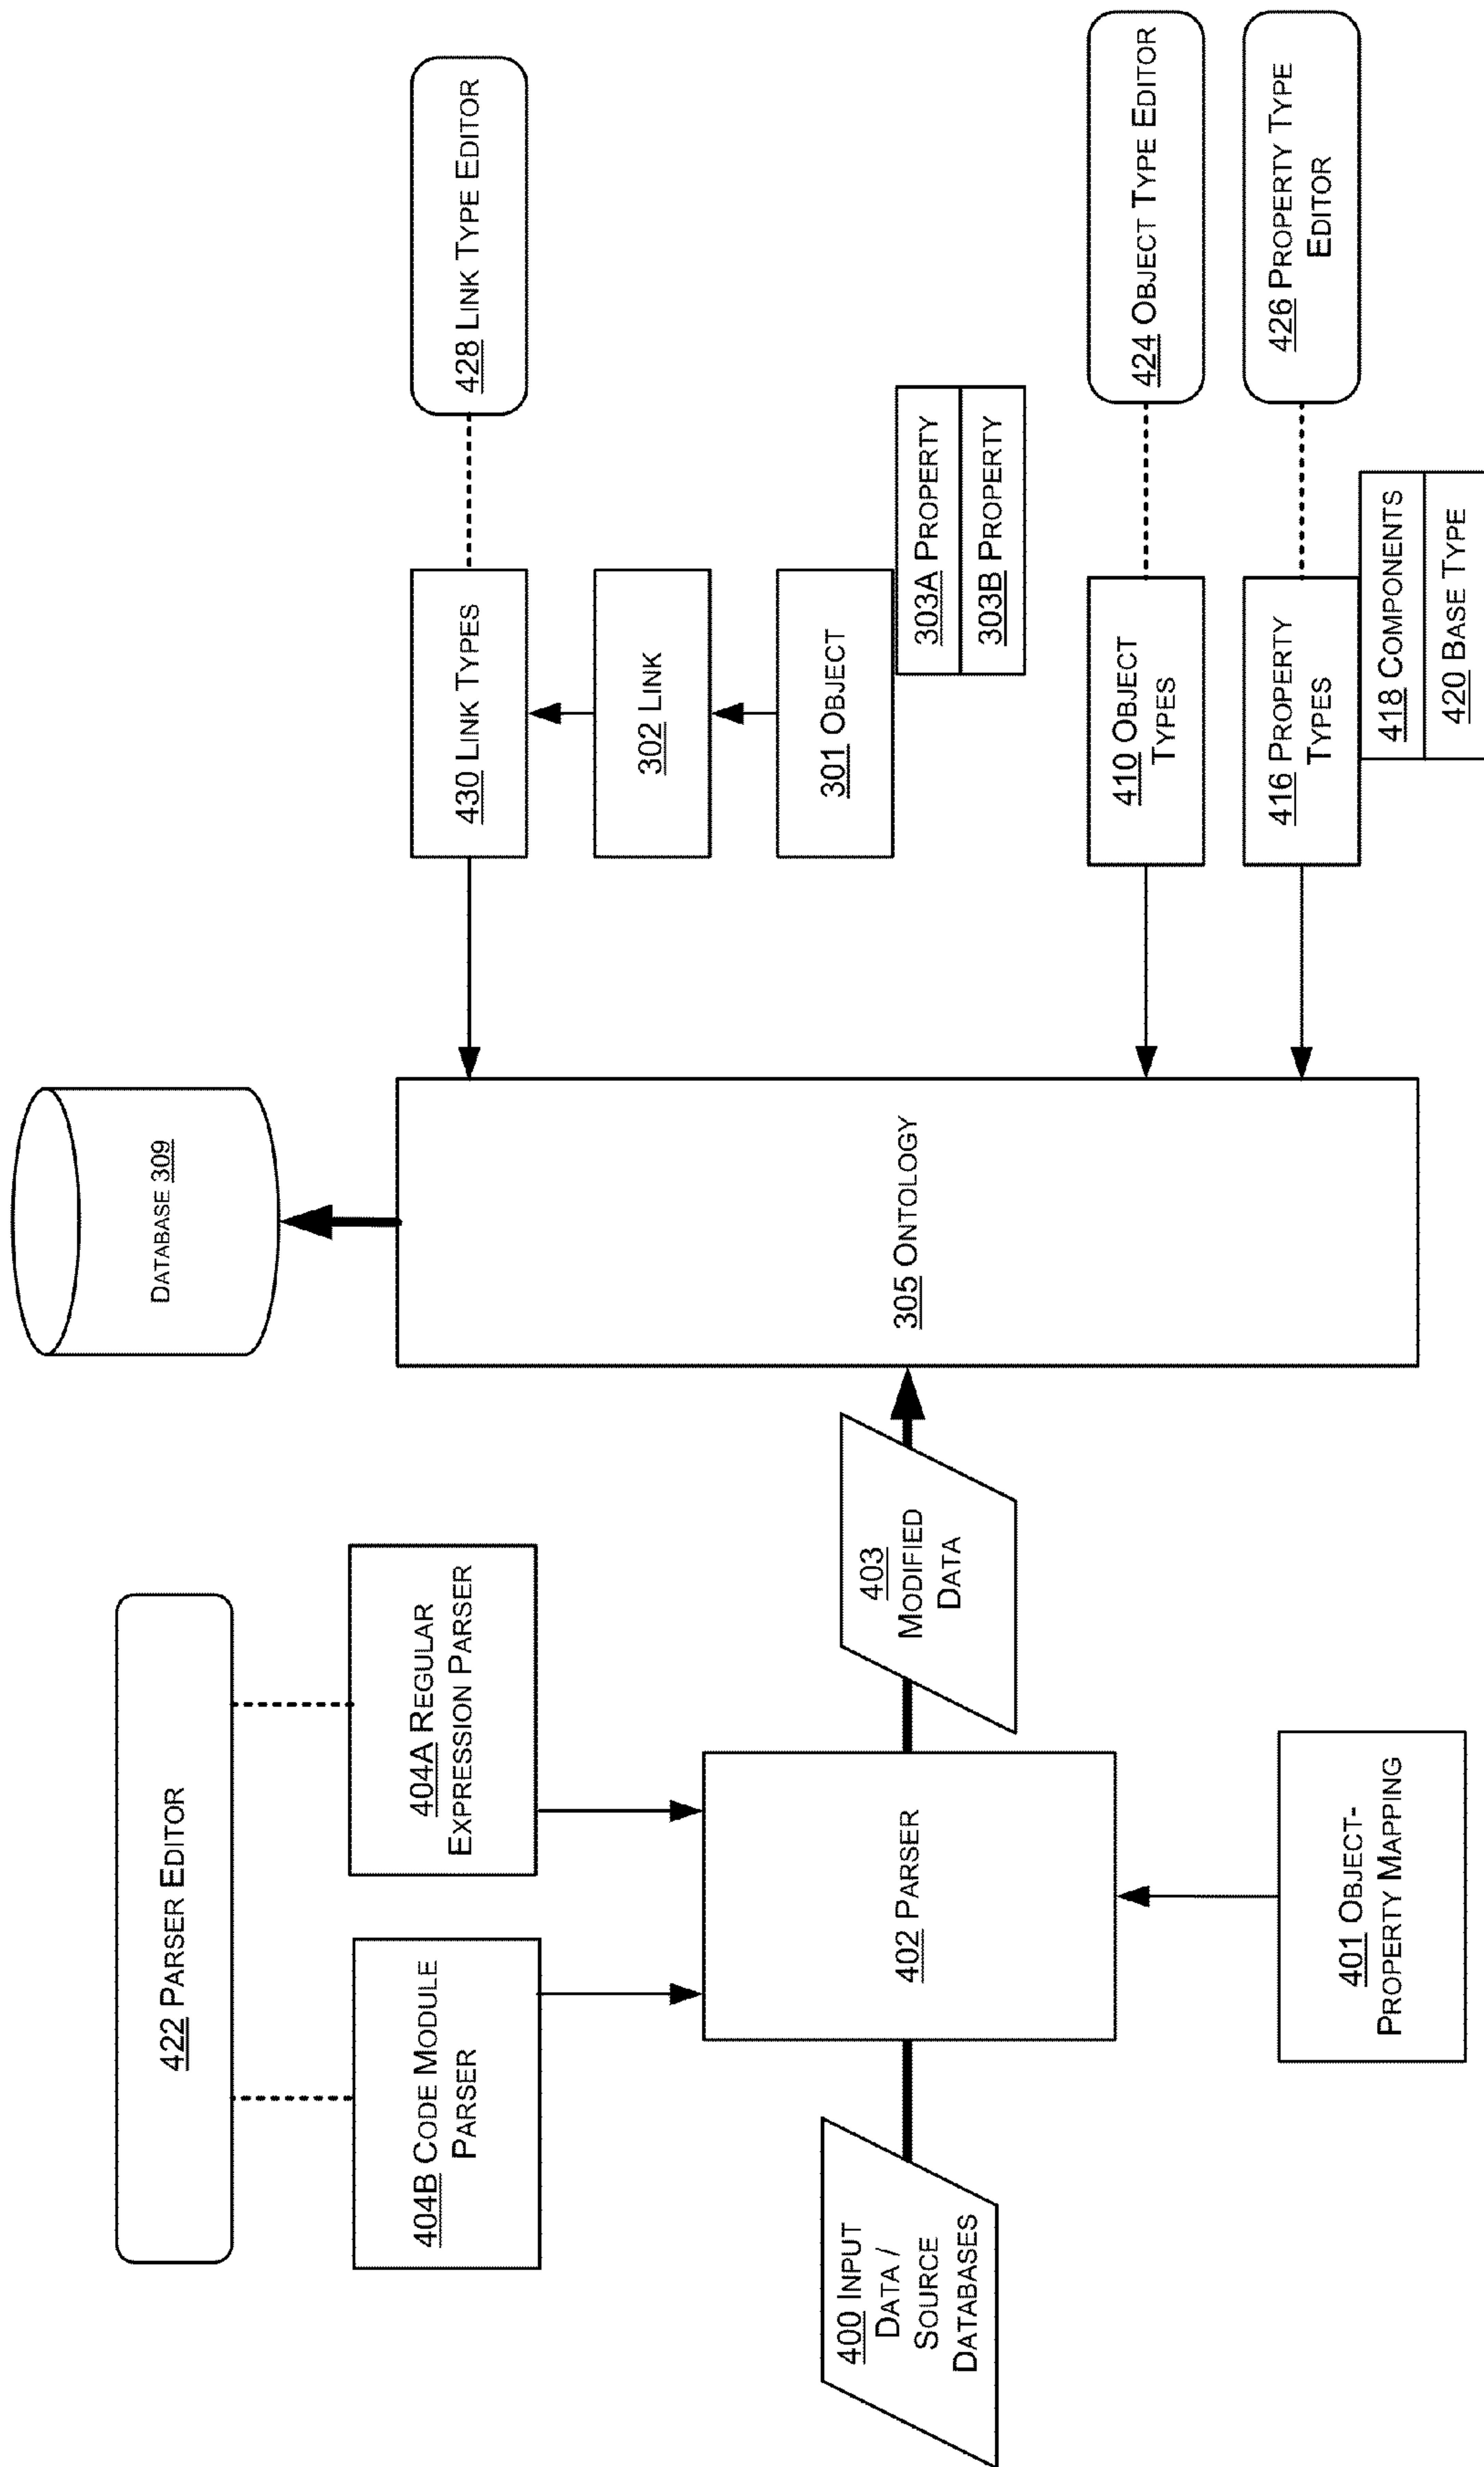 422 PARSER EDITOR
404B CODE MODULE
PARSER
404A REGULAR
EXPRESSION PARSER
400 INPUT
DATA /
SOURCE
DATABASES
402 PARSER
403
MODIFIED
DATA
401 OBJECT-
PROPERTY MAPPING
DATABASE 309
305 ONTOLOGY
430 LINK TYPES
428 LINK TYPE EDITOR
302 LINK
301 OBJECT
303A PROPERTY
303B PROPERTY
410 OBJECT
TYPES
424 OBJECT TYPE EDITOR
416 PROPERTY
TYPES
426 PROPERTY TYPE
EDITOR
418 COMPONENTS
420 BASE TYPE